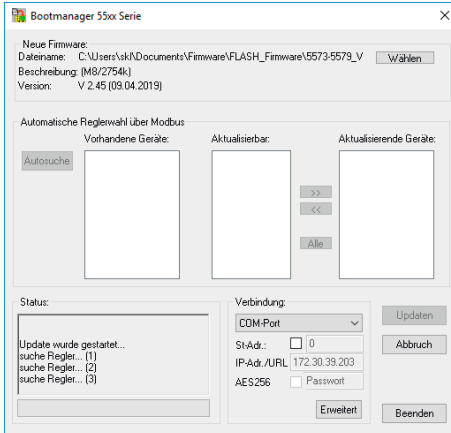 Bootmanager 55xx Serie
Neue Firmware:
Dateiname: C:\Users\skl\Documents\Firmware\FLASH_Firmware\5573-5579_V Wählen
Beschreibung: (M8/2754k)
Version: V 2.45 (09.04.2019)
Automatische Reglerwahl über Modbus
Vorhandene Geräte: Aktualisierbar: Aktualisierende Geräte:
Autosuche
>>
<<
Alle
Status:
Update wurde gestartet...
suche Regler... (1)
suche Regler... (2)
suche Regler... (3)
Verbindung:
COM-Port
St-Adr.: 0
IP-Adr./URL 172.30.39.203
AES256 Passwort
Erweitert
Updaten
Abbruch
Beenden